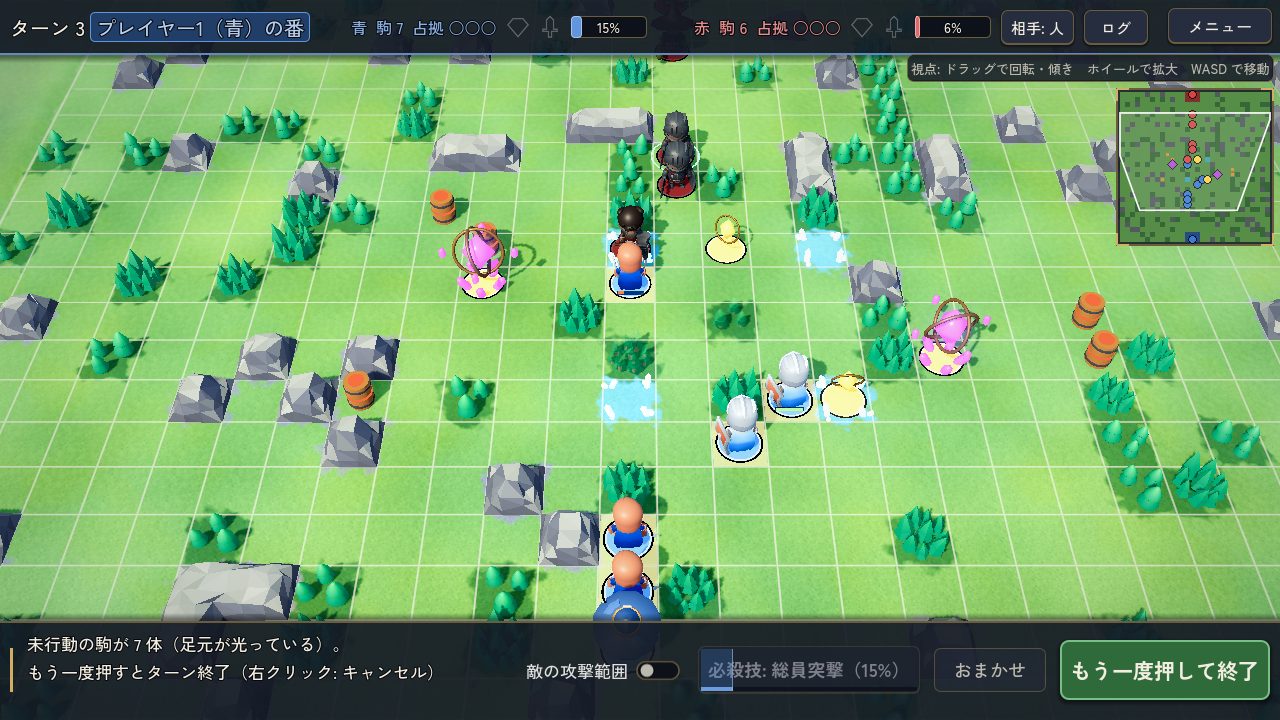 ターン 3 プレイヤー1（青）の番 青 駒 7 占拠 〇〇〇 15% 赤 駒 6 占拠 〇〇〇 6% 相手: 人 ログ メニュー
視点: ドラッグで回転・傾き ホイールで拡大 WASD で移動
未行動の駒が 7 体（足元が光っている）。
もう一度押すとターン終了（右クリック: キャンセル）
敵の攻撃範囲 必殺技: 総員突撃（15%） おまかせ もう一度押して終了